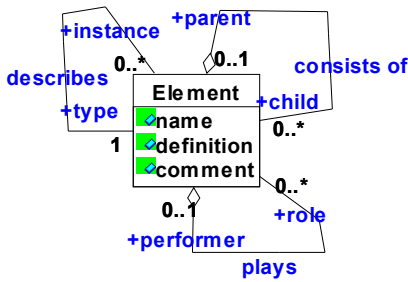 +parent
+instance
0..*
0..1
consists of
describes
Element
+child
+type
name
0..*
1
definition
comment
0..*
0..1
+role
+performer
plays